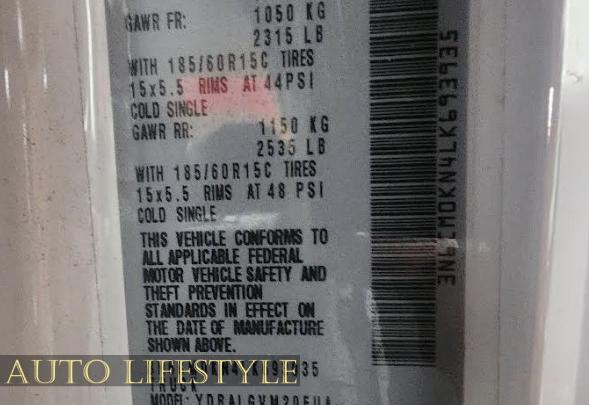 GAWR FR: 1050 KG
2315 LB
WITH 185/60R15C TIRES
15x5.5 RIMS AT 44PSI
COLD SINGLE
GAWR RR: 1150 KG
2535 LB
WITH 185/60R15C TIRES
15x5.5 RIMS AT 48 PSI
COLD SINGLE
THIS VEHICLE CONFORMS TO
ALL APPLICABLE FEDERAL
MOTOR VEHICLE SAFETY AND
THEFT PREVENTION
STANDARDS IN EFFECT ON
THE DATE OF MANUFACTURE
SHOWN ABOVE.
TRUCK
MODEL:
3N6CM0KN4LK693935
AUTO LIFESTYLE